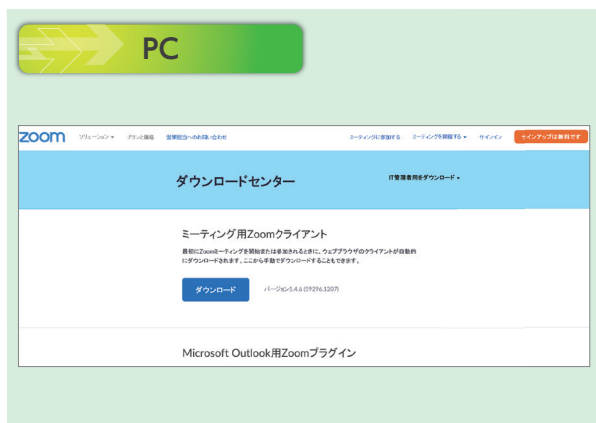 PC
zoom ソリューション プランと価格 営業担当へのお問い合わせ ミーティングに参加する ミーティングを開催する サインイン サインアップは無料です
ダウンロードセンター IT管理者用をダウンロード
ミーティング用Zoomクライアント
最初にZoomミーティングを開始または参加されるときに、ウェブブラウザのクライアントが自動的
にダウンロードされます。ここから手動でダウンロードすることもできます。
ダウンロード バージョン5.4.6 (59296.1207)
Microsoft Outlook用Zoomプラグイン